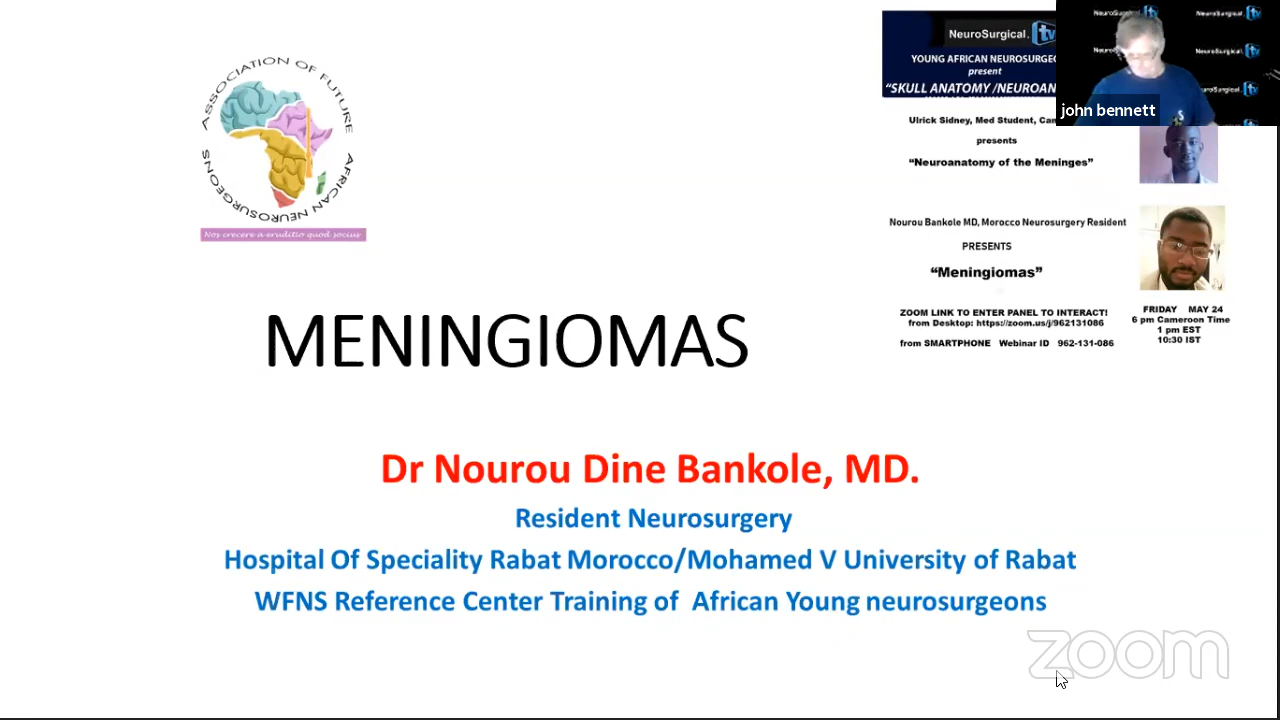 ASSOCIATION OF FUTURE
AFRICAN NEUROSURGEONS
Nos crecere a eruditio quod socius
NeuroSurgical. tv
YOUNG AFRICAN
present
"SKULL ANATOMY
Ulrick Sidney, Med Student,
presents
"Neuroanatomy of the Meninges"
Nourou Bankole MD, Morocco Neurosurgery Resident
PRESENTS
"Meningiomas"
ZOOM LINK TO ENTER PANEL TO INTERACT!
from Desktop: https://zoom.us/j/962131086
from SMARTPHONE Webinar ID 962-131-086
FRIDAY MAY 24
6 pm Cameroon Time
1 pm EST
10:30 IST
NeuroSurgical. tv
john bennett
MENINGIOMAS
Dr Nourou Dine Bankole, MD.
Resident Neurosurgery
Hospital Of Speciality Rabat Morocco/Mohamed V University of Rabat
WFNS Reference Center Training of African Young neurosurgeons
zoom